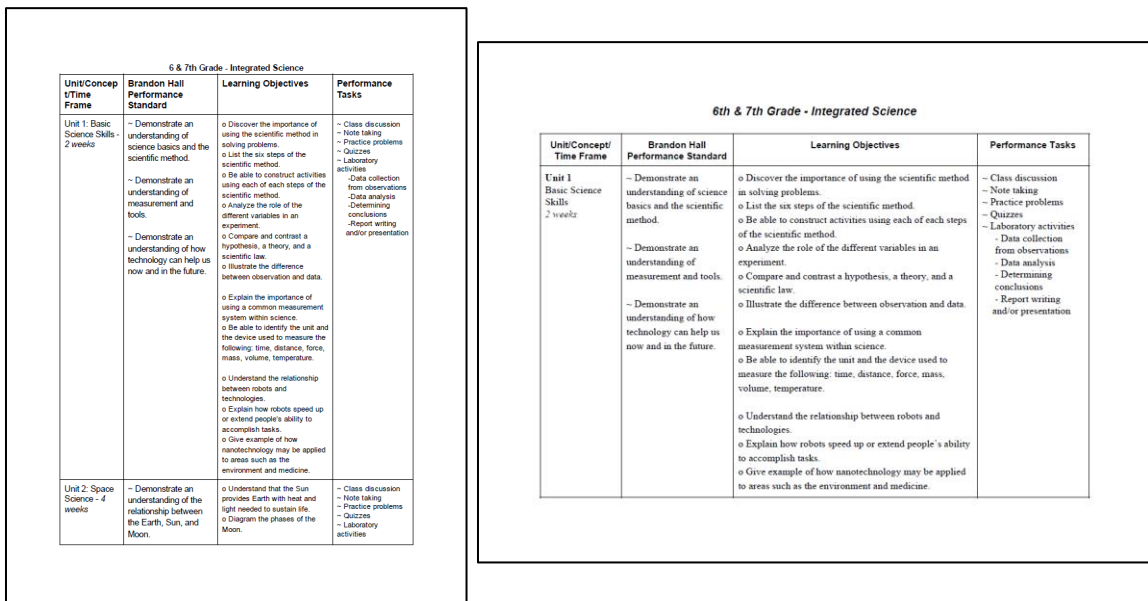 6 & 7th Grade - Integrated Science
Unit/Concep
t/Time
Frame
Brandon Hall
Performance
Standard
Learning Objectives
Performance
Tasks
Unit 1: Basic
Science Skills -
2 weeks
~ Demonstrate an
understanding of
science basics and the
scientific method.
~ Demonstrate an
understanding of
measurement and
tools.
~ Demonstrate an
understanding of how
technology can help us
now and in the future.
o Discover the importance of
using the scientific method in
solving problems.
o List the six steps of the
scientific method.
o Be able to construct activities
using each of each steps of the
scientific method.
o Analyze the role of the
different variables in an
experiment.
o Compare and contrast a
hypothesis, a theory, and a
scientific law.
o Illustrate the difference
between observation and data.
o Explain the importance of
using a common measurement
system within science.
o Be able to identify the unit and
the device used to measure the
following: time, distance, force,
mass, volume, temperature.
o Understand the relationship
between robots and
technologies.
o Explain how robots speed up
or extend people's ability to
accomplish tasks.
o Give example of how
nanotechnology may be applied
to areas such as the
environment and medicine.
~ Class discussion
~ Note taking
~ Practice problems
~ Quizzes
~ Laboratory
activities
-Data collection
from observations
-Data analysis
-Determining
conclusions
-Report writing
and/or presentation
Unit 2: Space
Science - 4
weeks
~ Demonstrate an
understanding of the
relationship between
the Earth, Sun, and
Moon.
o Understand that the Sun
provides Earth with heat and
light needed to sustain life.
o Diagram the phases of the
Moon.
~ Class discussion
~ Note taking
~ Practice problems
~ Quizzes
~ Laboratory
activities
6th & 7th Grade - Integrated Science
Unit/Concept/
Time Frame
Brandon Hall
Performance Standard
Learning Objectives
Performance Tasks
Unit 1
Basic Science
Skills
2 weeks
~ Demonstrate an
understanding of science
basics and the scientific
method.
~ Demonstrate an
understanding of
measurement and tools.
~ Demonstrate an
understanding of how
technology can help us
now and in the future.
o Discover the importance of using the scientific method
in solving problems.
o List the six steps of the scientific method.
o Be able to construct activities using each of each steps
of the scientific method.
o Analyze the role of the different variables in an
experiment.
o Compare and contrast a hypothesis, a theory, and a
scientific law.
o Illustrate the difference between observation and data.
o Explain the importance of using a common
measurement system within science.
o Be able to identify the unit and the device used to
measure the following: time, distance, force, mass,
volume, temperature.
o Understand the relationship between robots and
technologies.
o Explain how robots speed up or extend people´s ability
to accomplish tasks.
o Give example of how nanotechnology may be applied
to areas such as the environment and medicine.
~ Class discussion
~ Note taking
~ Practice problems
~ Quizzes
~ Laboratory activities
- Data collection
from observations
- Data analysis
- Determining
conclusions
- Report writing
and/or presentation